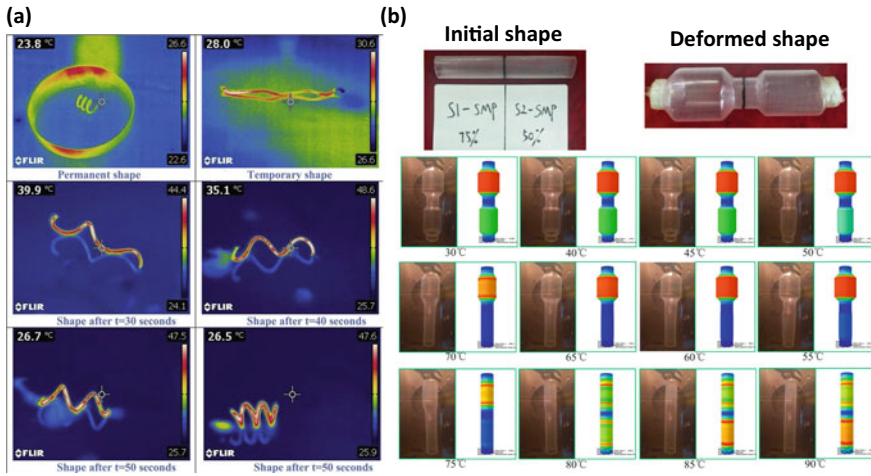 (a)
23.8 °C
26.6
22.6
FLIR
Permanent shape
28.0 °C
30.6
26.6
FLIR
Temporary shape
39.9 °C
44.4
24.1
FLIR
Shape after t=30 seconds
35.1 °C
48.6
25.7
FLIR
Shape after t=40 seconds
26.7 °C
47.5
25.7
FLIR
Shape after t=50 seconds
26.5 °C
47.6
25.9
FLIR
Shape after t=50 seconds
(b)
Initial shape
Deformed shape
S1-SMP
75%
S2-SMP
50%
30℃
40℃
45℃
50℃
70℃
65℃
60℃
55℃
75℃
80℃
85℃
90℃